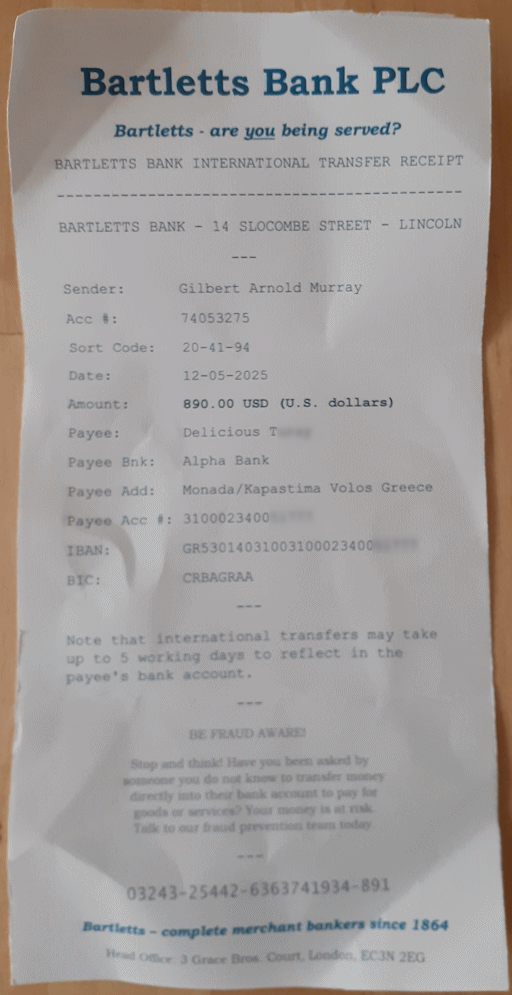 Bartletts Bank PLC
Bartletts - are you being served?
BARTLETTS BANK INTERNATIONAL TRANSFER RECEIPT
BARTLETTS BANK - 14 SLOCOMBE STREET - LINCOLN
---
Sender: Gilbert Arnold Murray
Acc #: 74053275
Sort Code: 20-41-94
Date: 12-05-2025
Amount: 890.00 USD (U.S. dollars)
Payee: Delicious
Payee Bnk: Alpha Bank
Payee Add: Monada/Kapastima Volos Greece
Payee Acc #: 3100023400
IBAN: GR53014031003100023400
BIC: CRBAGRAA
---
Note that international transfers may take
up to 5 working days to reflect in the
payee's bank account.
---
BE FRAUD AWARE!
Stop and think! Have you been asked by
someone you do not know to transfer money
directly into their bank account to pay for
goods or services? Your money is at risk.
Talk to our fraud prevention team today.
---
03243-25442-6363741934-891
Bartletts – complete merchant bankers since 1864
Head Office: 3 Grace Bros. Court, London, EC3N 2EG